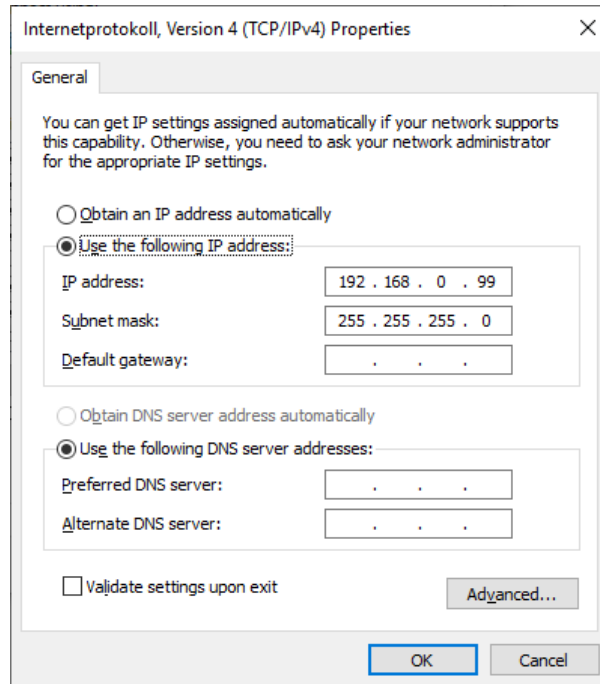 Internetprotokoll, Version 4 (TCP/IPv4) Properties
General
You can get IP settings assigned automatically if your network supports
this capability. Otherwise, you need to ask your network administrator
for the appropriate IP settings.
Obtain an IP address automatically
Use the following IP address:
IP address: 192 . 168 . 0 . 99
Subnet mask: 255 . 255 . 255 . 0
Default gateway: . . .
Obtain DNS server address automatically
Use the following DNS server addresses:
Preferred DNS server: . . .
Alternate DNS server: . . .
Validate settings upon exit
Advanced...
OK Cancel